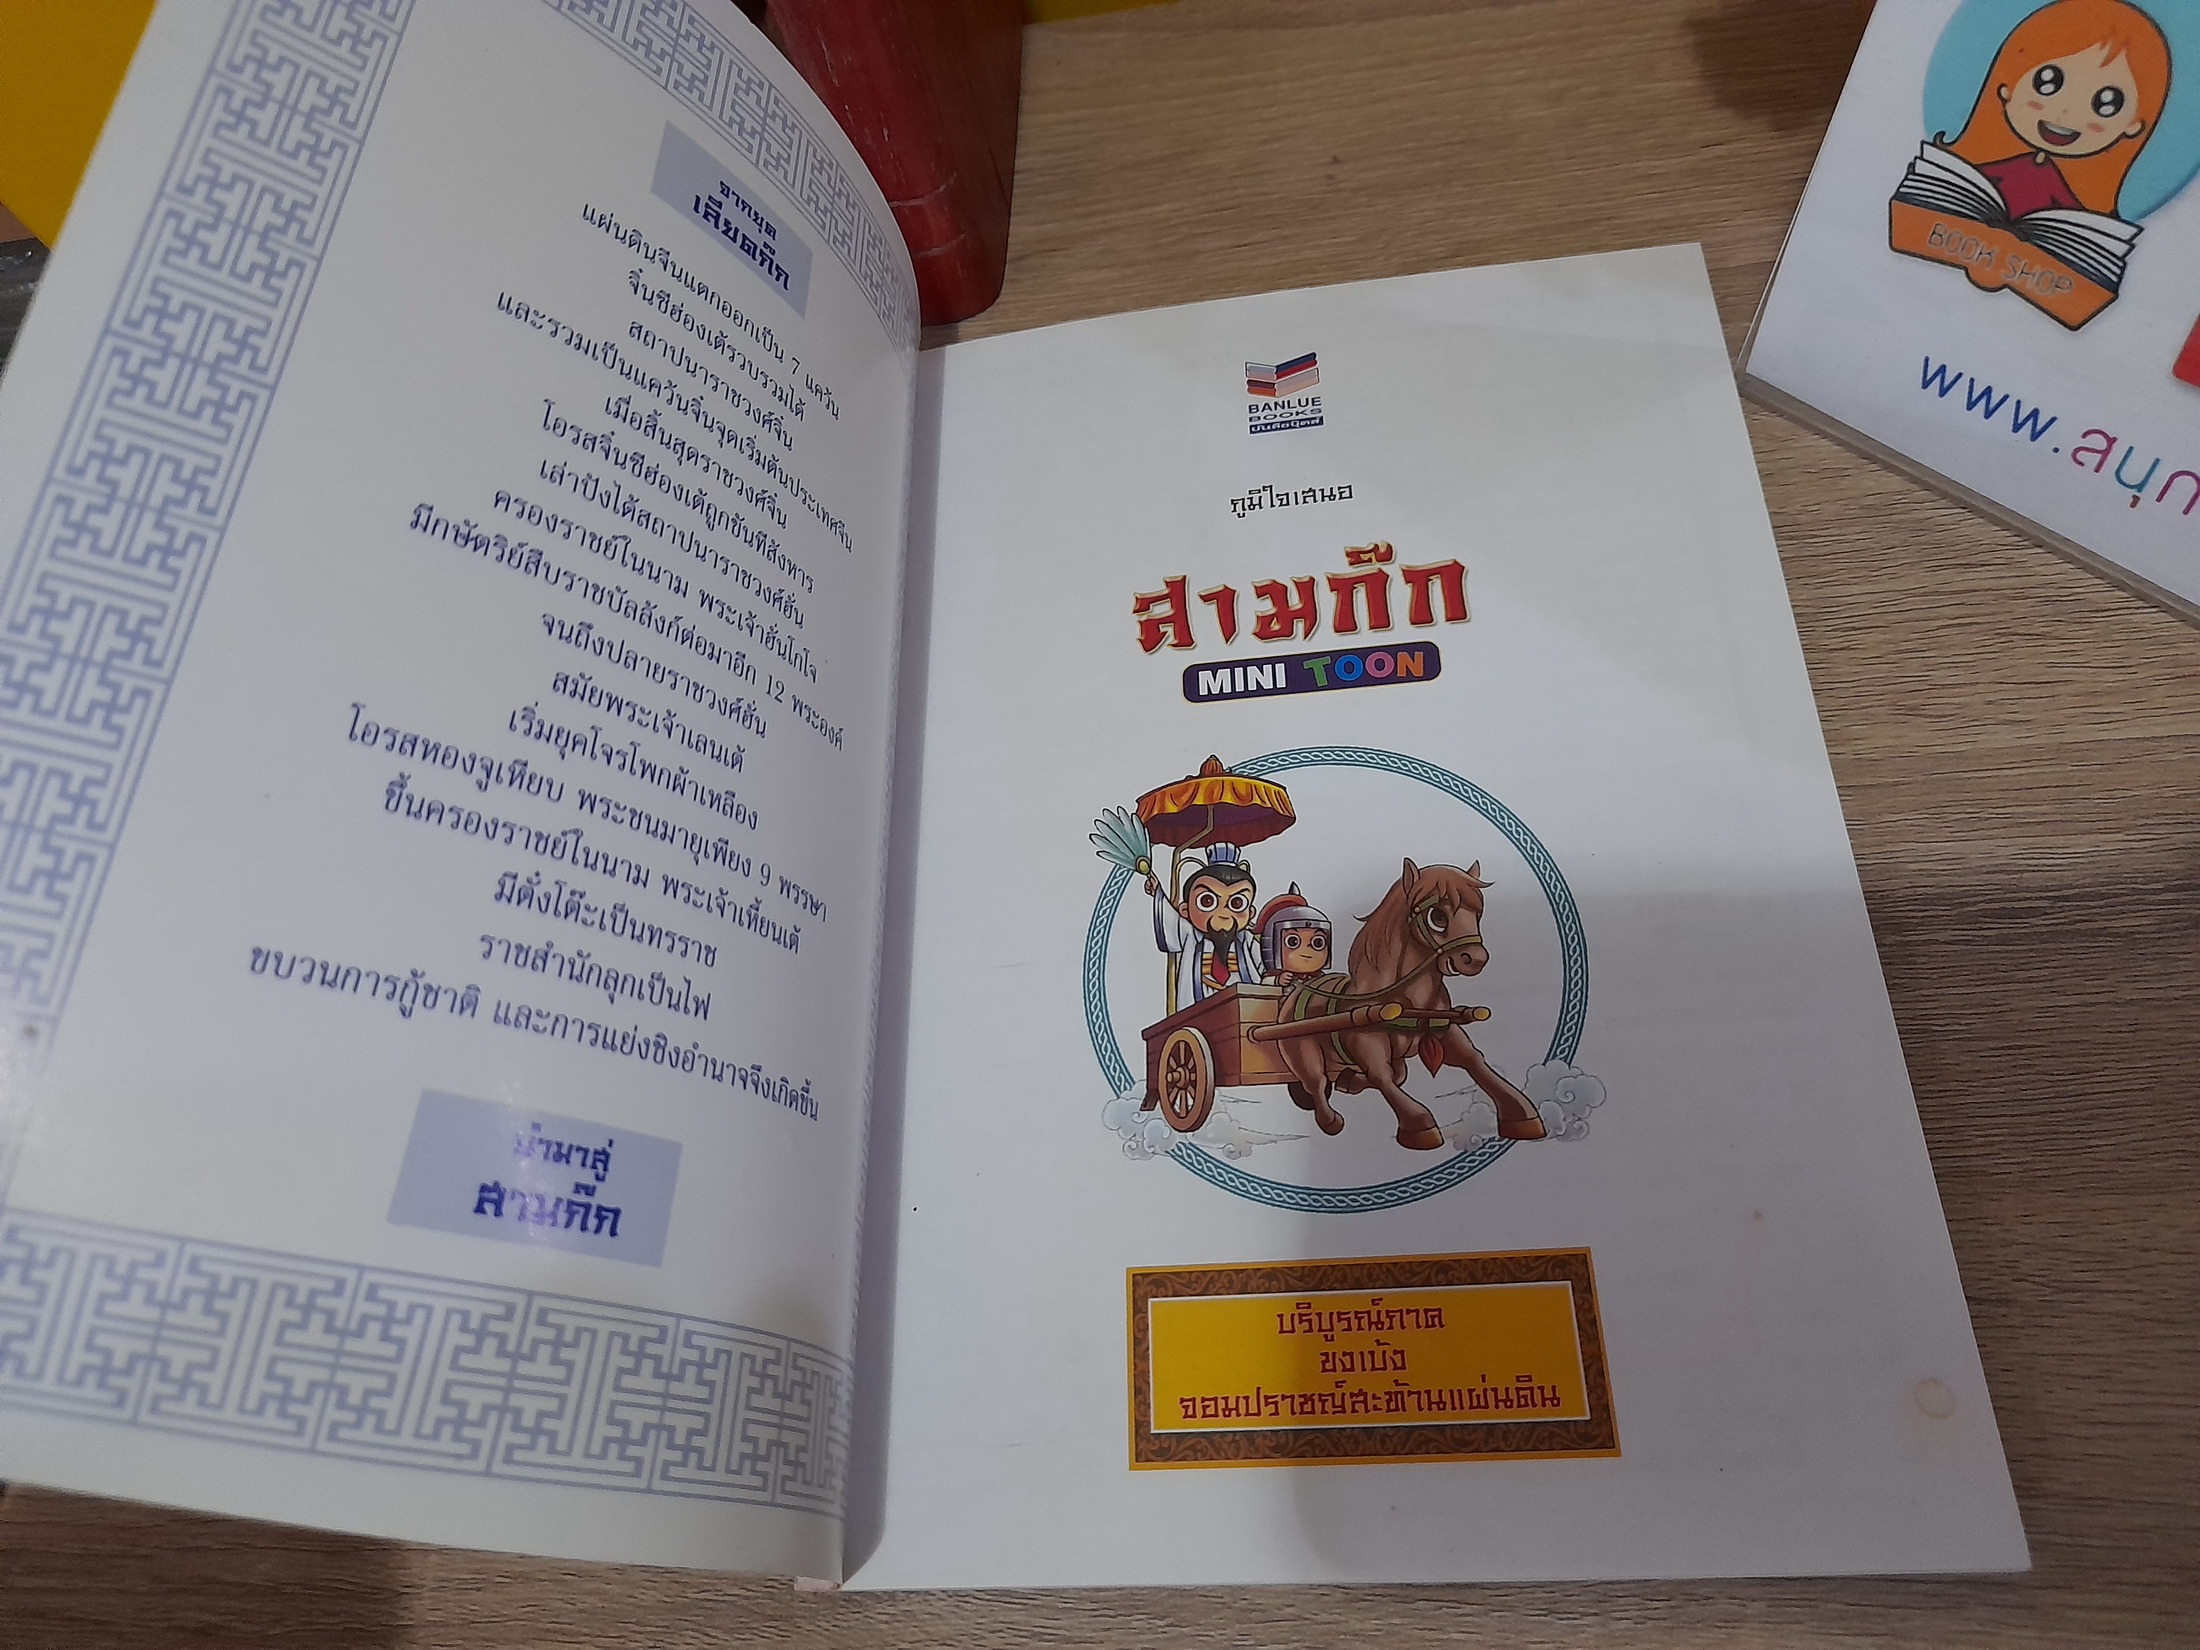 จากยุค
เลียดก๊ก
แผ่นดินจีนแตกออกเป็น 7 แคว้น
จิ๋นซีฮ่องเต้รวบรวมได้
สถาปนาราชวงศ์จิ๋น
และรวมเป็นแคว้นจิ๋นจุดเริ่มต้นประเทศจีน
เมื่อสิ้นสุดราชวงศ์จิ๋น
โอรสจิ๋นซีฮ่องเต้ถูกขันทีสังหาร
เล่าปังได้สถาปนาราชวงศ์ฮั่น
ครองราชย์ในนาม พระเจ้าฮั่นโกโจ
มีกษัตริย์สืบราชบัลลังก์ต่อมาอีก 12 พระองค์
จนถึงปลายราชวงศ์ฮั่น
สมัยพระเจ้าเลนเต้
เริ่มยุคโจรโพกผ้าเหลือง
โอรสหองจูเหียบ พระชนมายุเพียง 9 พรรษา
ขึ้นครองราชย์ในนาม พระเจ้าเหี้ยนเต้
มีตั๋งโต๊ะเป็นทรราช
ราชสำนักลุกเป็นไฟ
ขบวนการกู้ชาติ และการแย่งชิงอำนาจจึงเกิดขึ้น
นำมาสู่
สามก๊ก
BANLUE
BOOKS
บันลือบุ๊คส์
ภูมิใจเสนอ
สามก๊ก
MINI TOON
บริบูรณ์ภาค
ขงเบ้ง
จอมปราชญ์สะท้านแผ่นดิน
BOOK SHOP
www.สนุก